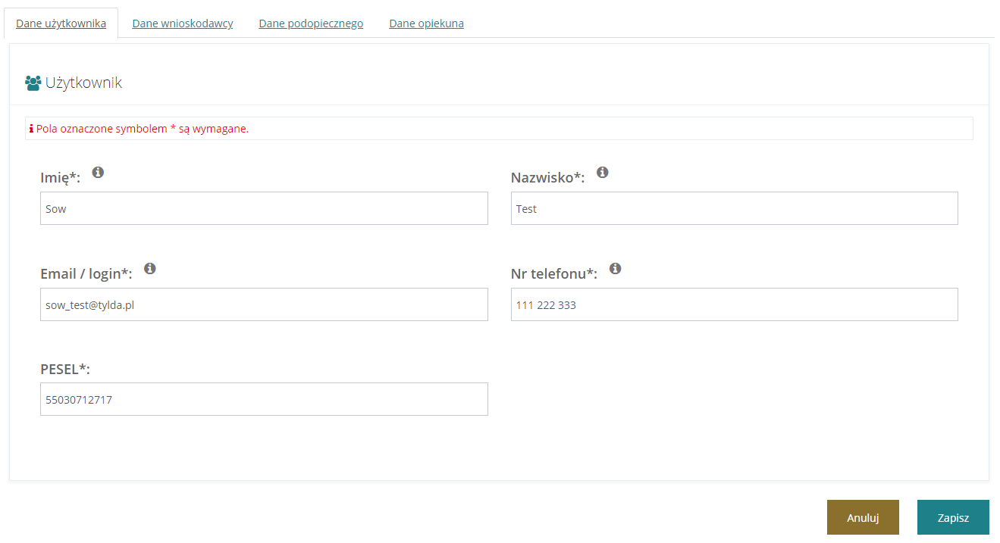 Dane użytkownika Dane wnioskodawcy Dane podopiecznego Dane opiekuna
Użytkownik
Pola oznaczone symbolem * są wymagane.
Imię*: Nazwisko*:
Sow Test
Email / login*: Nr telefonu*:
sow_test@tylda.pl 111 222 333
PESEL*:
55030712717
Anuluj Zapisz